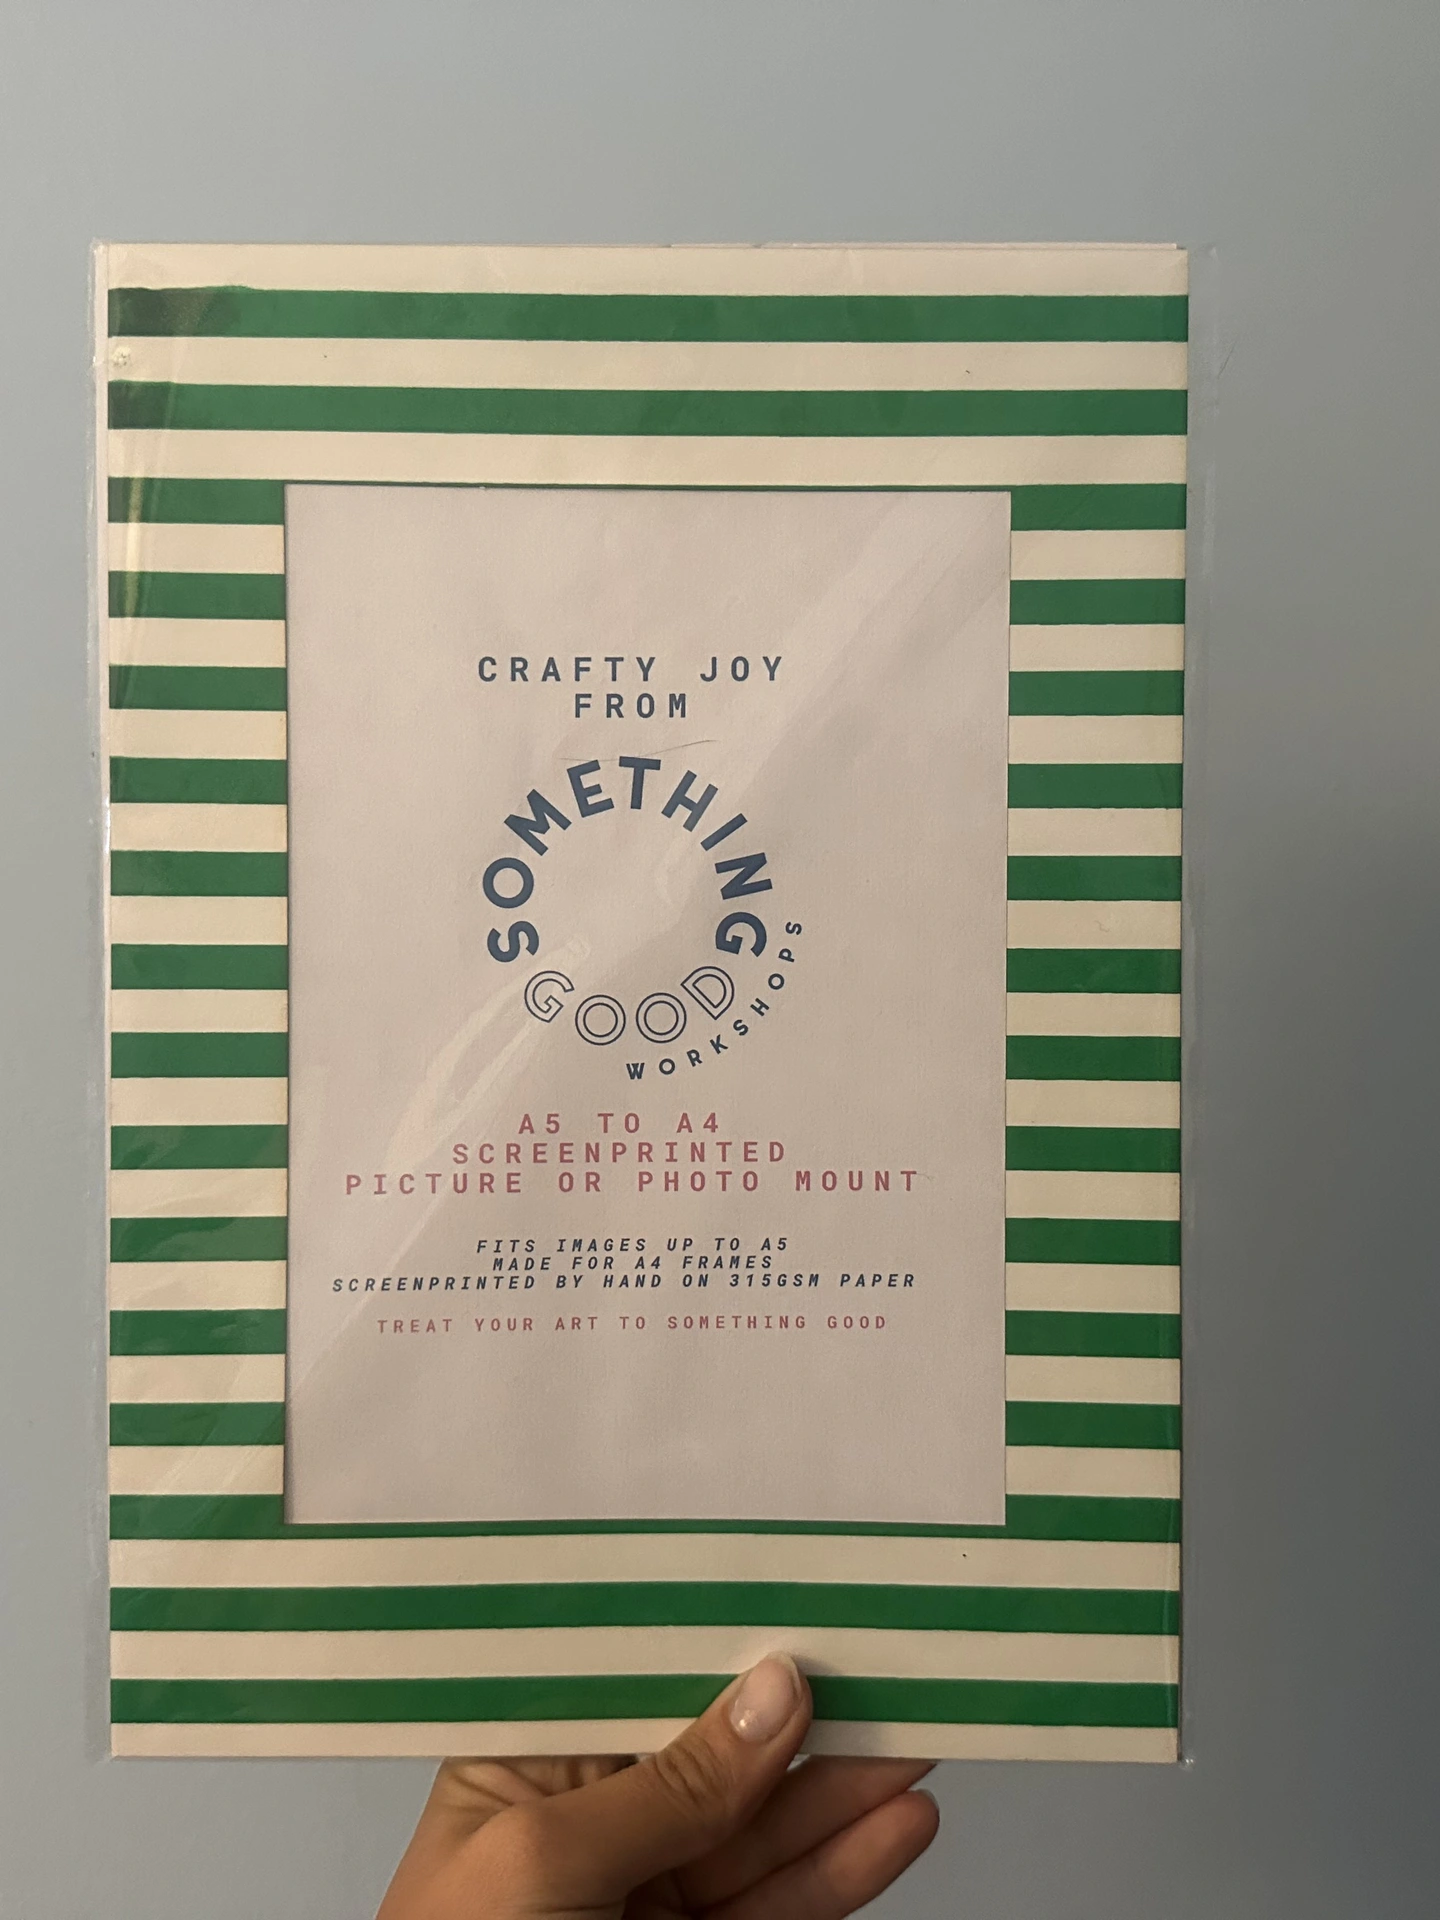 CRAFTY JOY
FROM
SOMETHING
GOOD
WORKSHOPS
A5 TO A4
SCREENPRINTED
PICTURE OR PHOTO MOUNT
FITS IMAGES UP TO A5
MADE FOR A4 FRAMES
SCREENPRINTED BY HAND ON 315GSM PAPER
TREAT YOUR ART TO SOMETHING GOOD